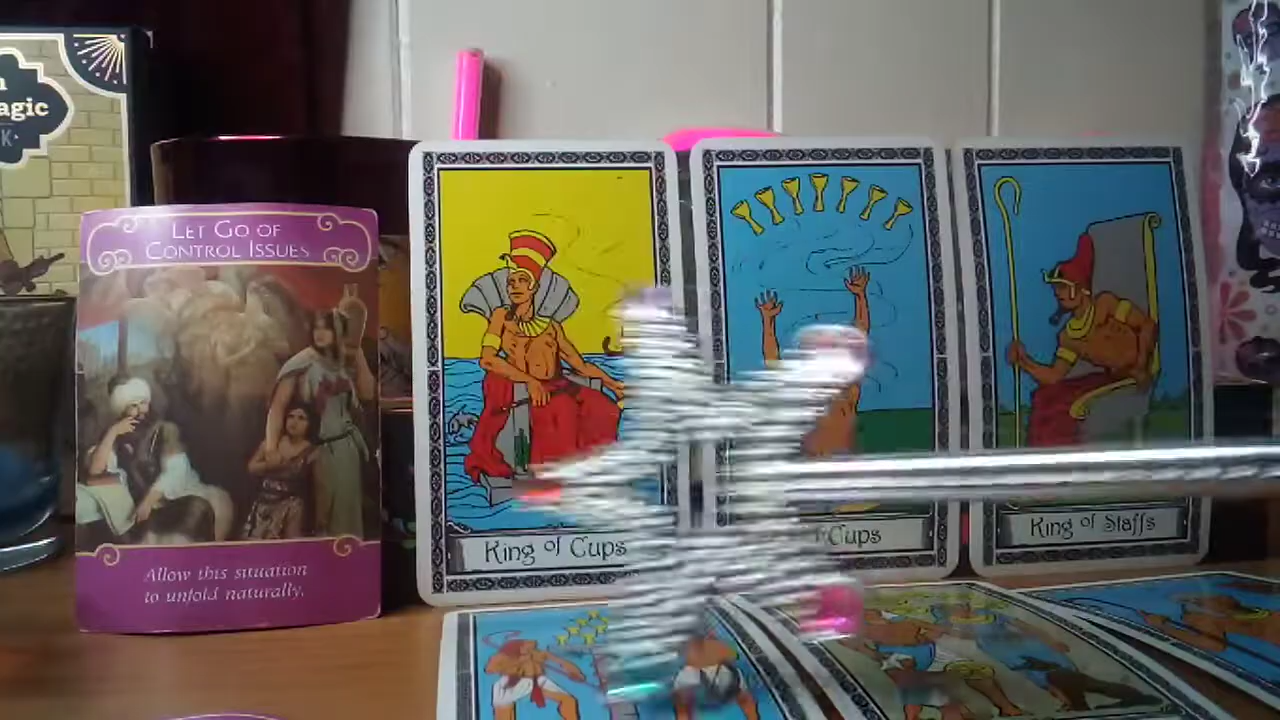 agic
K
Let Go of
Control Issues
Allow this situation
to unfold naturally.
King of Cups
Cups
King of Staffs